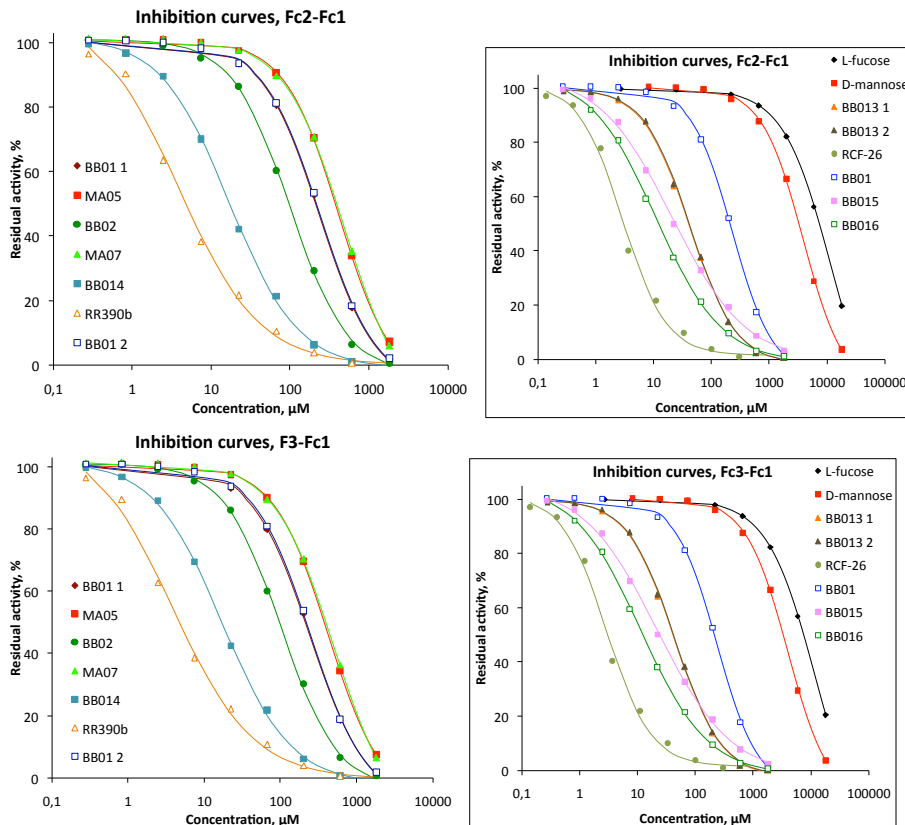 Inhibition curves, Fc2-Fc1
Residual activity, %
100
80
60
40
20
0
0,1
1
10
100
1000
10000
Concentration, µM
BB01 1
MA05
BB02
MA07
BB014
RR390b
BB01 2
Inhibition curves, Fc2-Fc1
Residual activity, %
100
80
60
40
20
0
0,1
1
10
100
1000
10000
100000
Concentration, µM
L-fucose
D-mannose
BB013 1
BB013 2
RCF-26
BB01
BB015
BB016
Inhibition curves, F3-Fc1
Residual activity, %
100
80
60
40
20
0
0,1
1
10
100
1000
10000
Concentration, µM
BB01 1
MA05
BB02
MA07
BB014
RR390b
BB01 2
Inhibition curves, Fc3-Fc1
Residual activity, %
100
80
60
40
20
0
0,1
1
10
100
1000
10000
100000
Concentration, µM
L-fucose
D-mannose
BB013 1
BB013 2
RCF-26
BB01
BB015
BB016